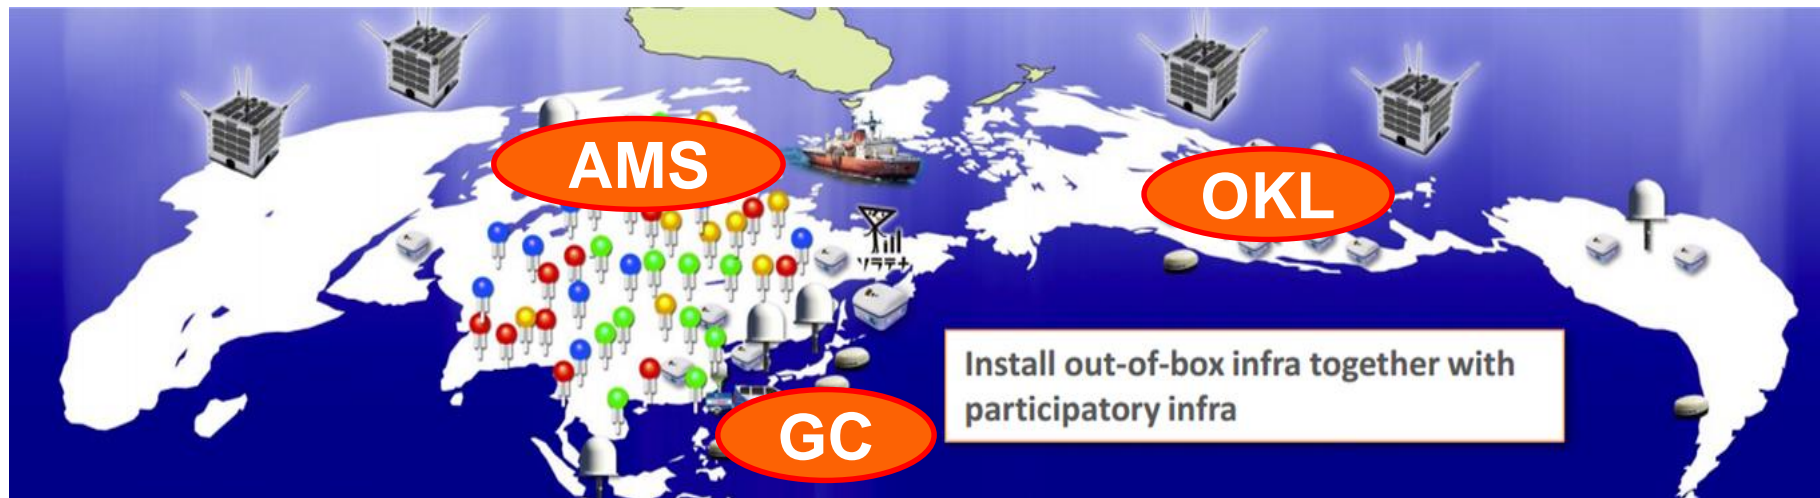 AMS
OKL
ソラテナ
Install out-of-box infra together with
participatory infra
GC